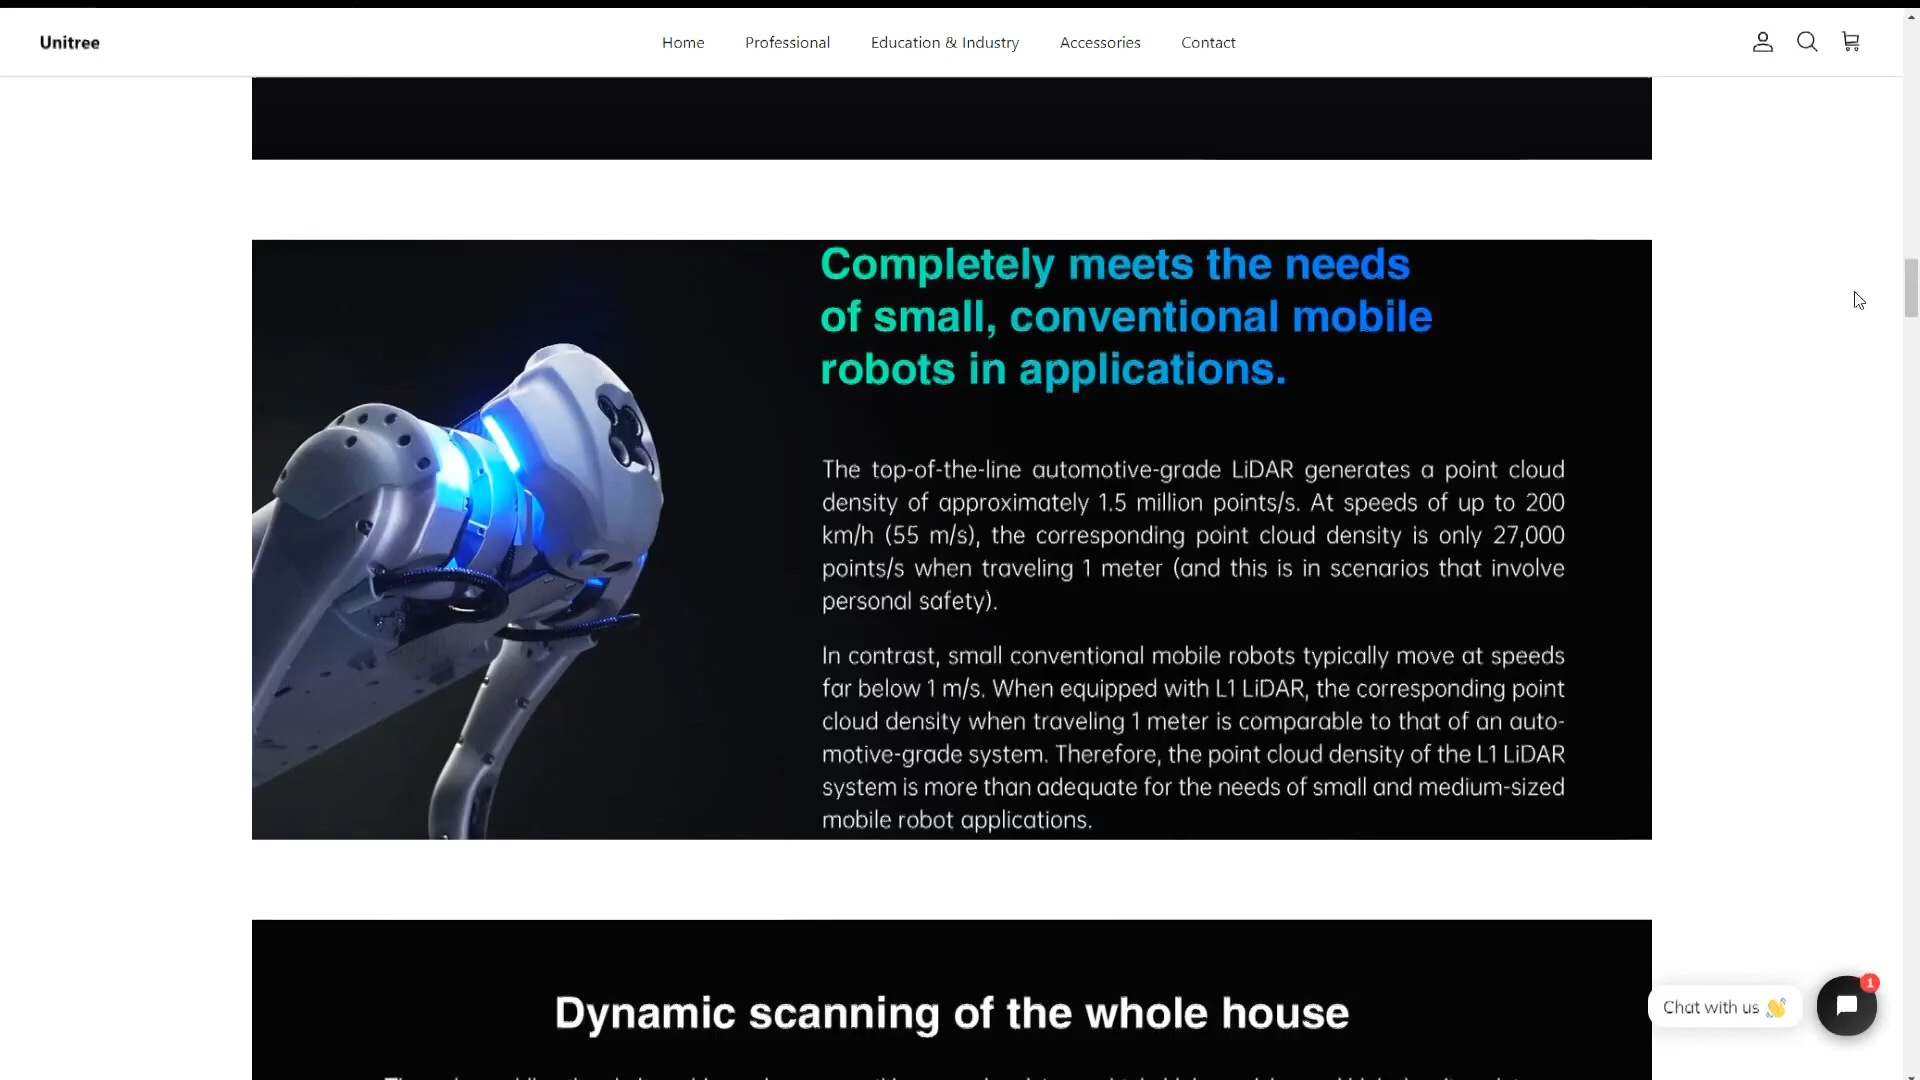 Unitree
Home
Professional
Education & Industry
Accessories
Contact
Completely meets the needs
of small, conventional mobile
robots in applications.
The top-of-the-line automotive-grade LiDAR generates a point cloud
density of approximately 1.5 million points/s. At speeds of up to 200
km/h (55 m/s), the corresponding point cloud density is only 27,000
points/s when traveling 1 meter (and this is in scenarios that involve
personal safety).
In contrast, small conventional mobile robots typically move at speeds
far below 1 m/s. When equipped with L1 LiDAR, the corresponding point
cloud density when traveling 1 meter is comparable to that of an auto-
motive-grade system. Therefore, the point cloud density of the L1 LiDAR
system is more than adequate for the needs of small and medium-sized
mobile robot applications.
Dynamic scanning of the whole house
1
Chat with us 👋